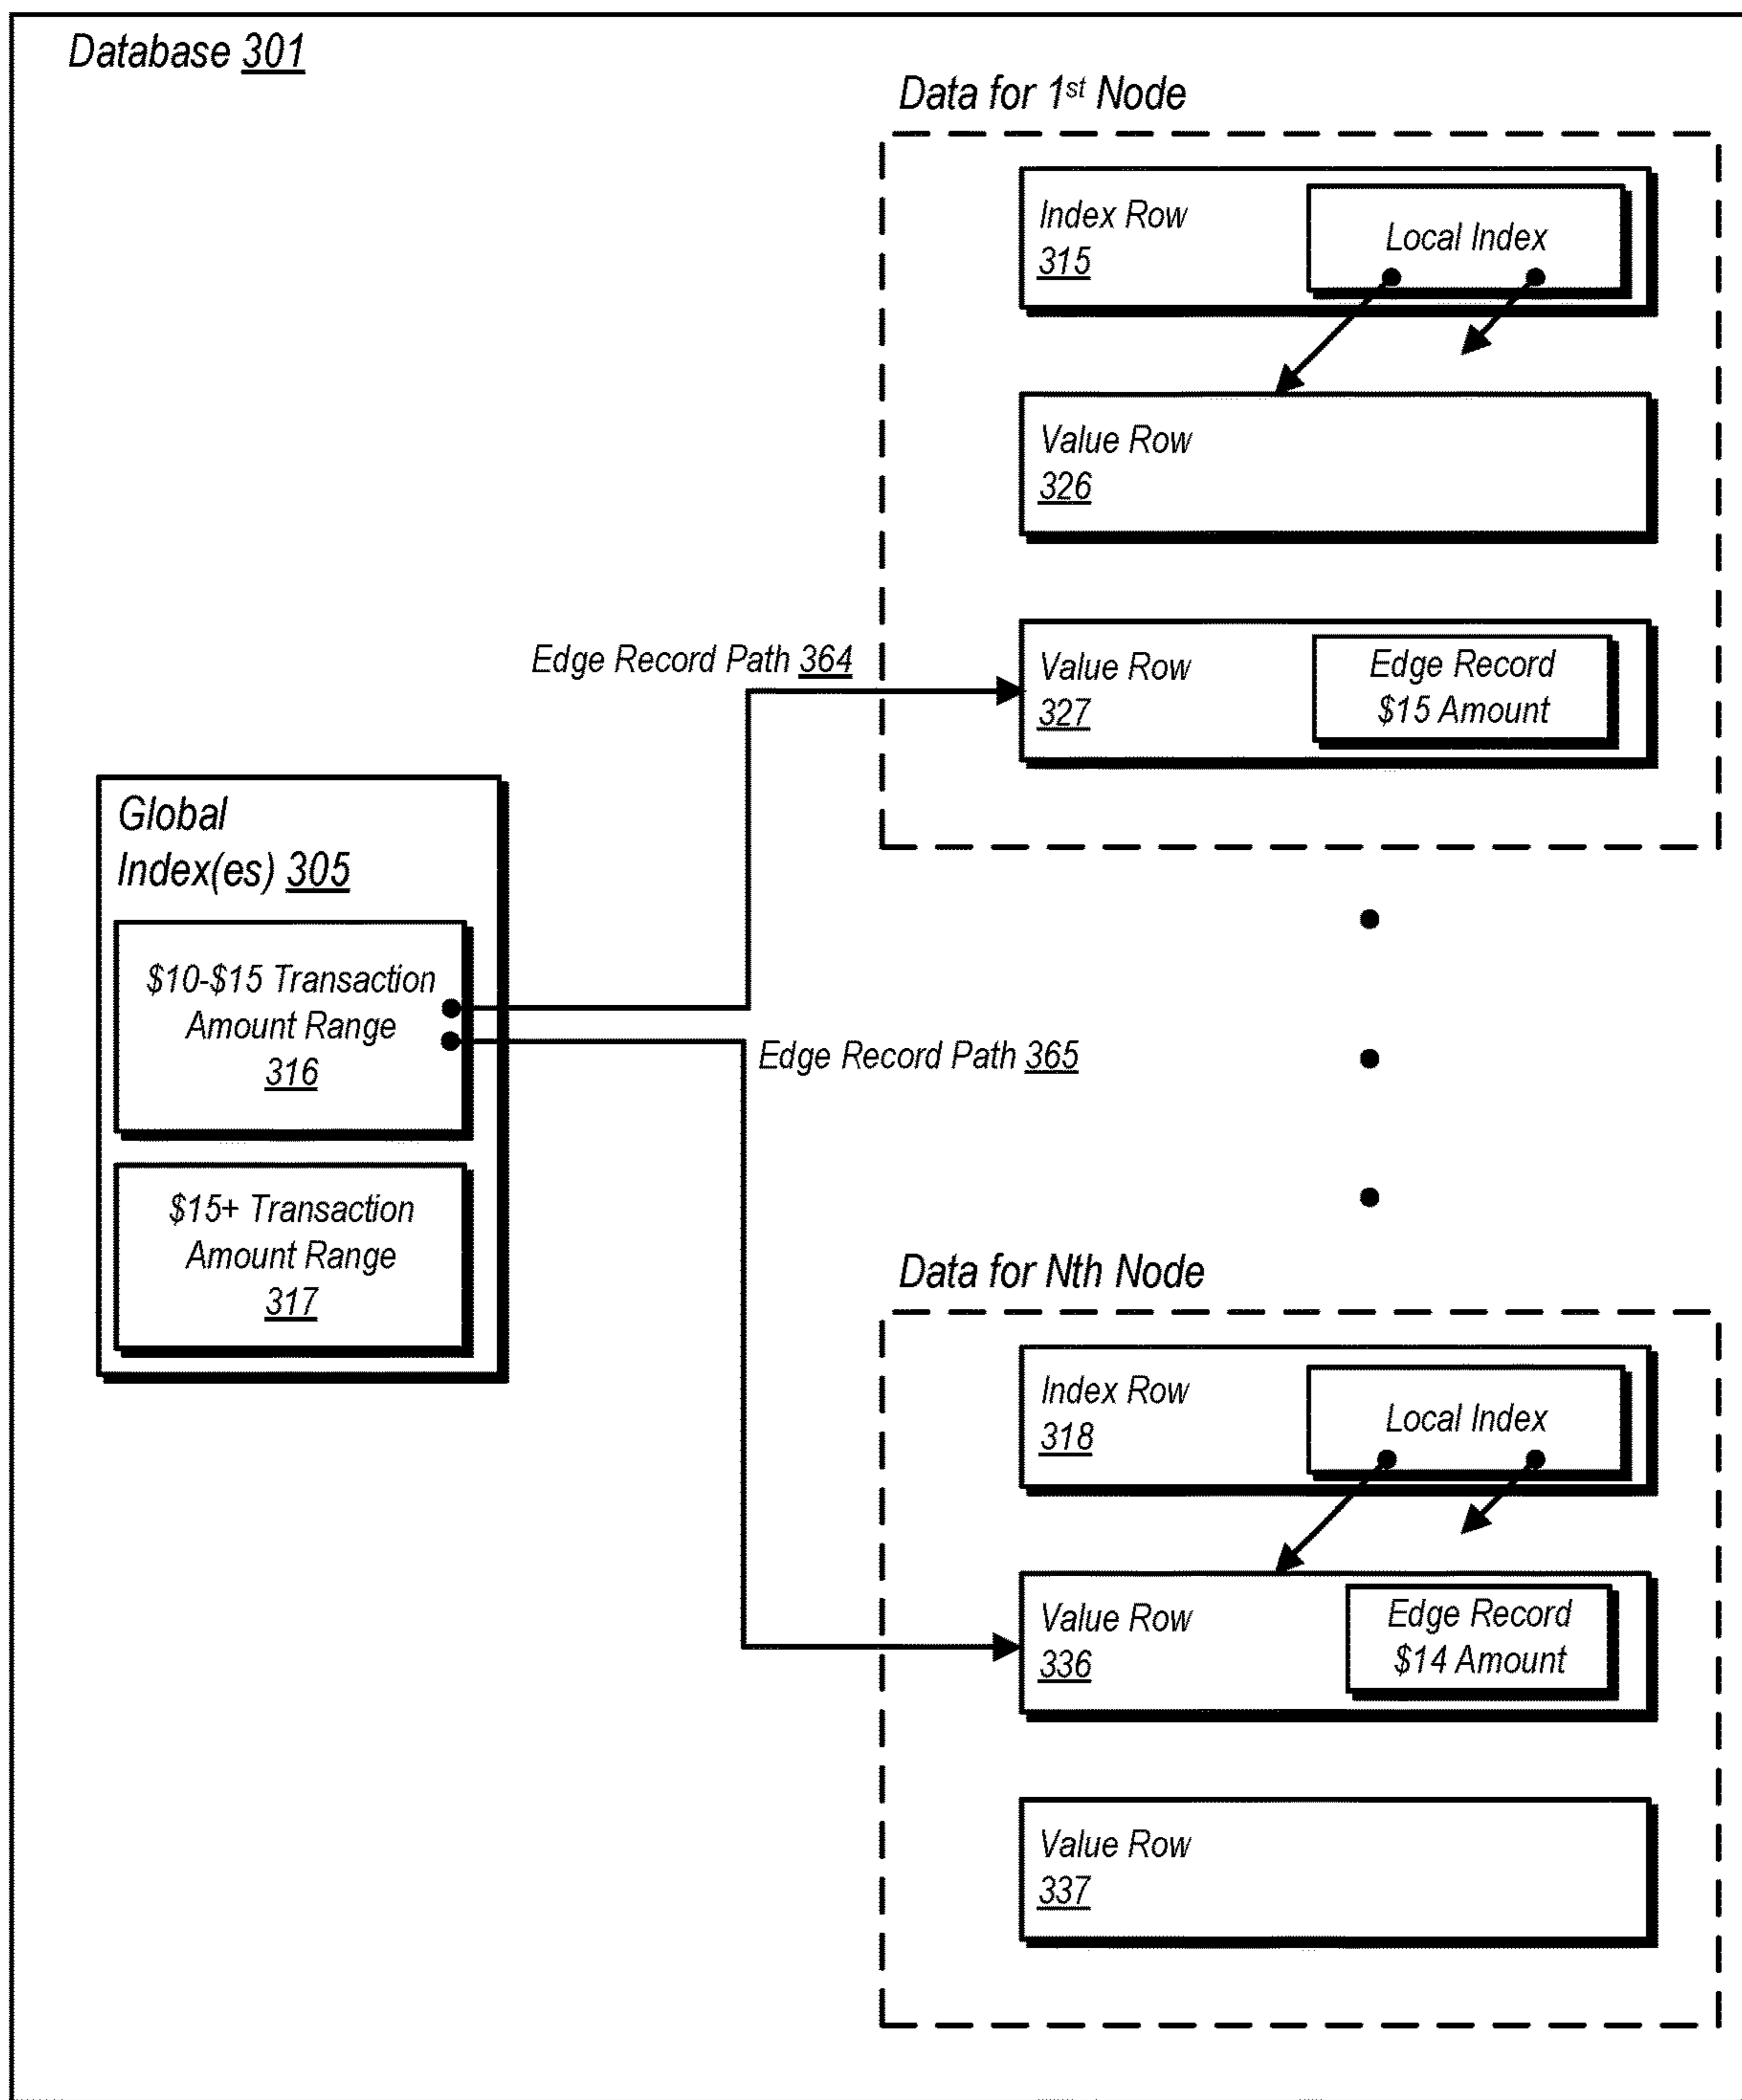 Database 301
Data for 1st Node
Index Row
315
Local Index
Value Row
326
Edge Record Path 364
Value Row
327
Edge Record
$15 Amount
Global
Index(es) 305
$10-$15 Transaction
Amount Range
316
Edge Record Path 365
$15+ Transaction
Amount Range
317
Data for Nth Node
Index Row
318
Local Index
Value Row
336
Edge Record
$14 Amount
Value Row
337